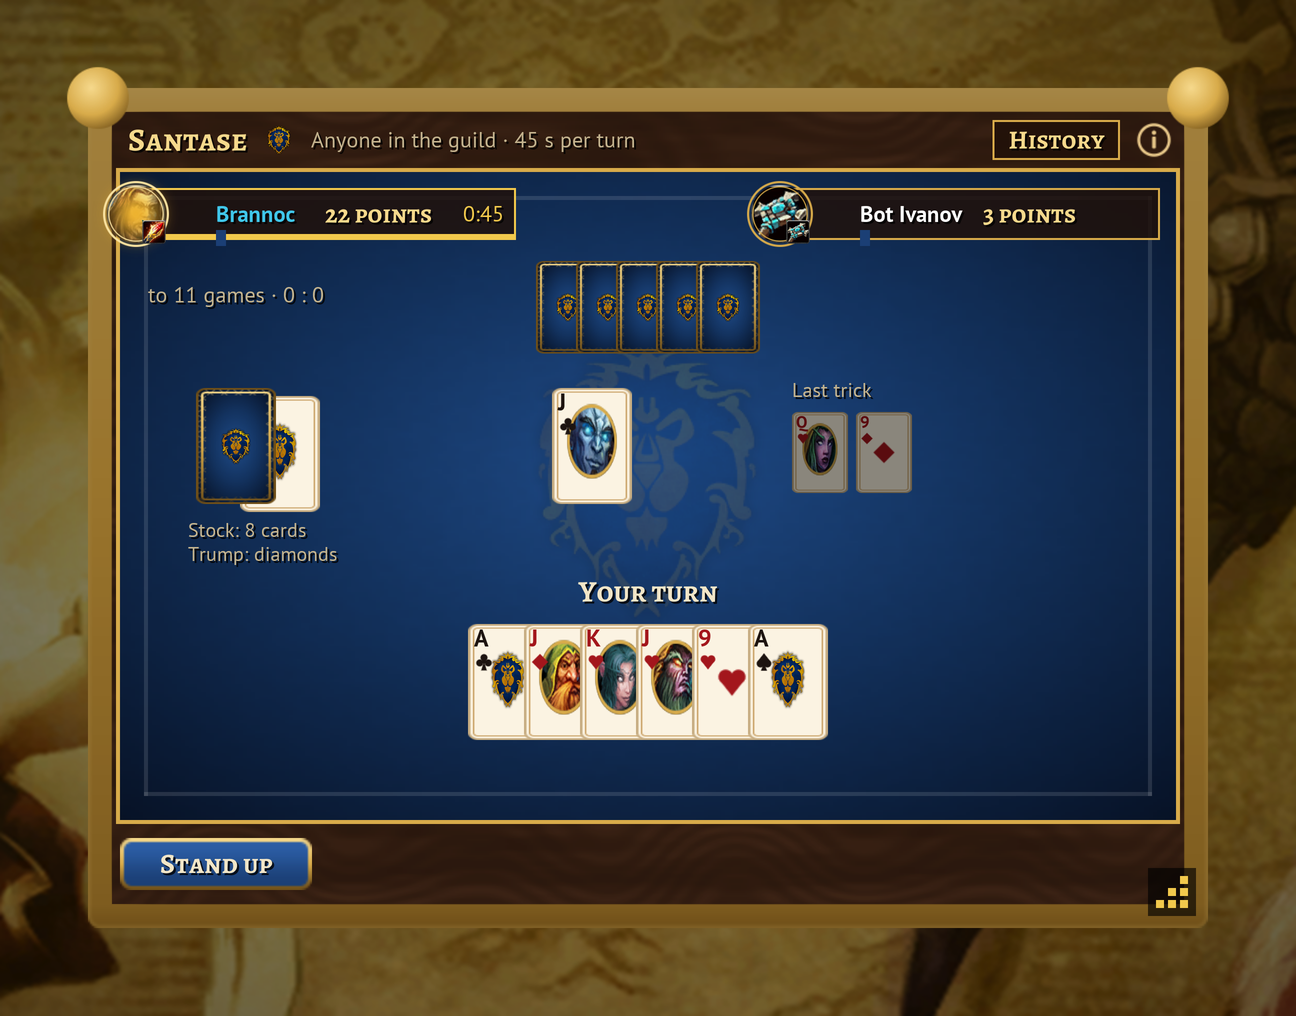 Santase Anyone in the guild · 45 s per turn History
Brannoc 22 points 0:45 Bot Ivanov 3 points
to 11 games · 0 : 0
J
Last trick
Q 9
Stock: 8 cards
Trump: diamonds
Your turn
A J K J 9 A
Stand up